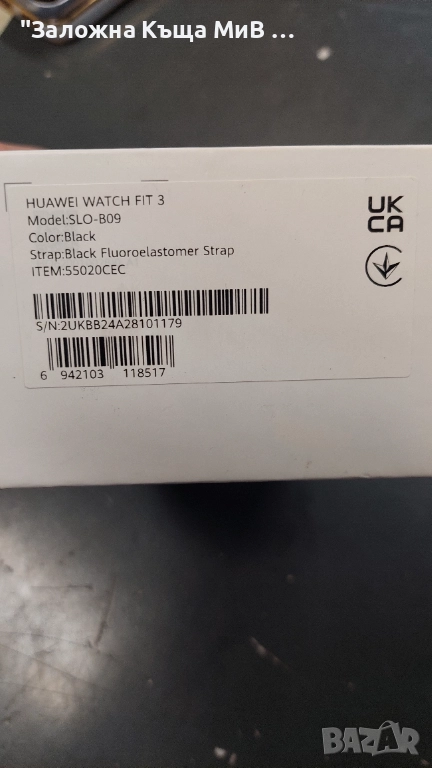 "Заложна Къща МиВ ...
HUAWEI WATCH FIT 3
Model:SLO-B09
Color:Black
Strap:Black Fluoroelastomer Strap
ITEM:55020CEC
UK
CA
S/N:2UKBB24A28101179
6 942103 118517
BAZAR